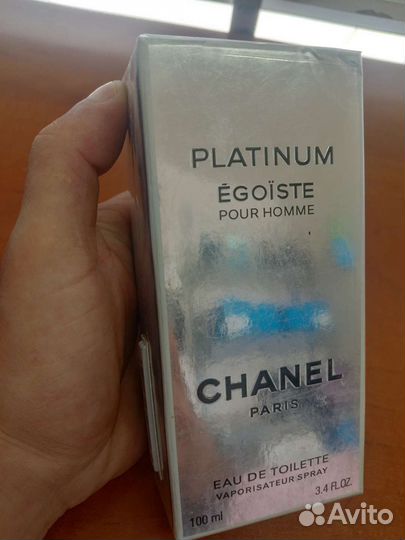 PLATINUM
ÉGOÏSTE
POUR HOMME
CHANEL
PARIS
EAU DE TOILETTE
VAPORISATEUR SPRAY
100 ml 3.4 FL.OZ.
Avito